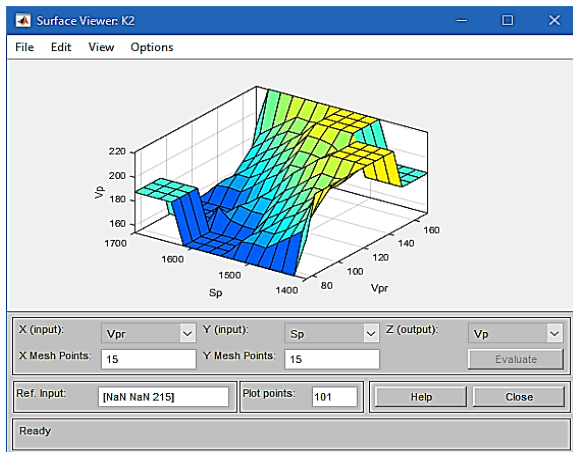 Surface Viewer: K2
File Edit View Options
220
200
180
160
Vp
1700
1600
1500
1400
Sp
80
100
120
140
160
Vpr
X (input): Vpr Y (input): Sp Z (output): Vp
X Mesh Points: 15 Y Mesh Points: 15 Evaluate
Ref. Input: [NaN NaN 215] Plot points: 101 Help Close
Ready